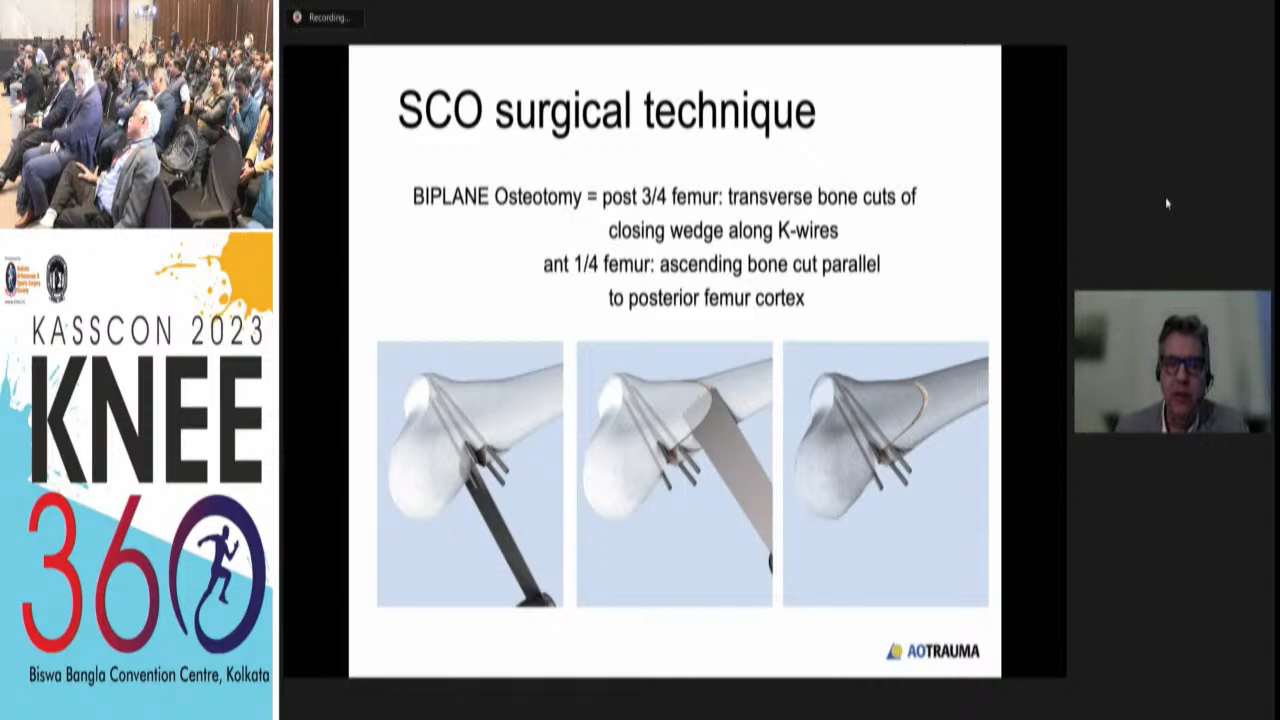 Recording...
SCO surgical technique
BIPLANE Osteotomy = post 3/4 femur: transverse bone cuts of
closing wedge along K-wires
ant 1/4 femur: ascending bone cut parallel
to posterior femur cortex
AOTRAUMA
KASSCON 2023
KNEE
360
Biswa Bangla Convention Centre, Kolkata